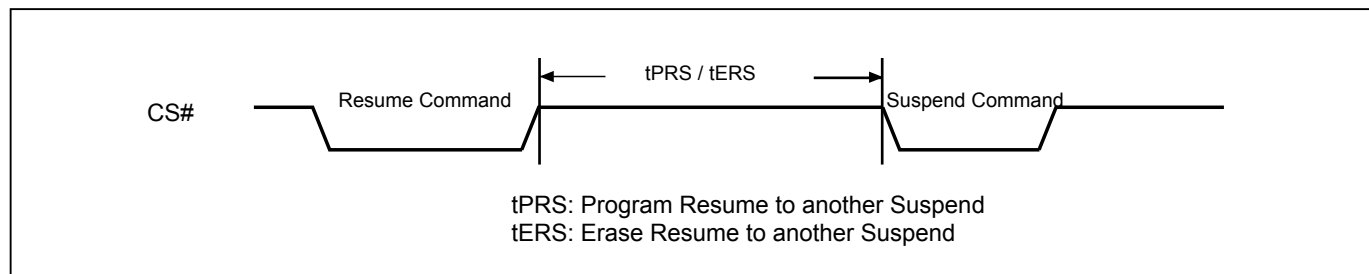 tPRS / tERS
CS#
Resume Command
Suspend Command
tPRS: Program Resume to another Suspend
tERS: Erase Resume to another Suspend